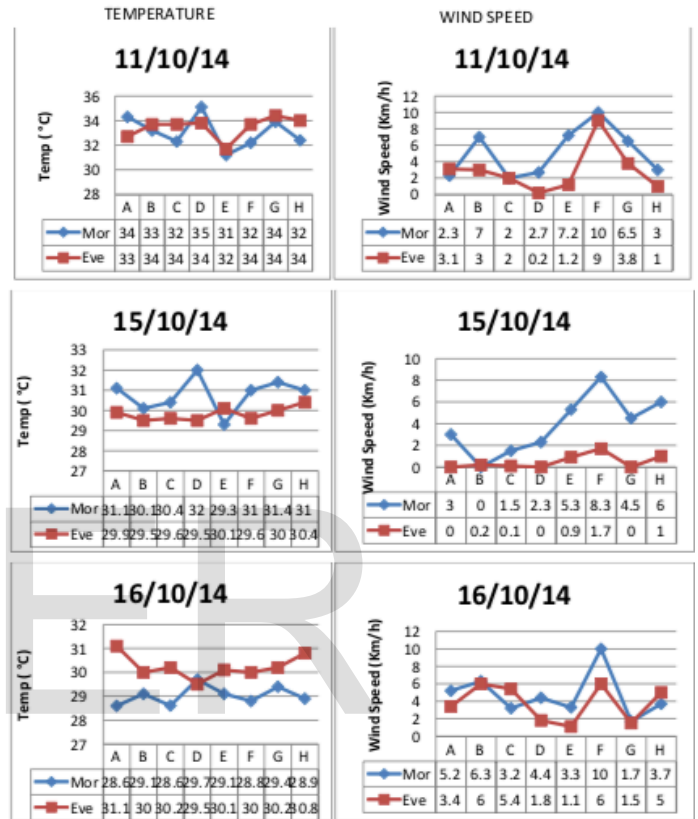 TEMPERATURE WIND SPEED
11/10/14
Temp ( °C)
36
34
32
30
28
A B C D E F G H
Mor 34 33 32 35 31 32 34 32
Eve 33 34 34 34 32 34 34 34
11/10/14
Wind Speed (Km/h)
12
10
8
6
4
2
0
A B C D E F G H
Mor 2.3 7 2 2.7 7.2 10 6.5 3
Eve 3.1 3 2 0.2 1.2 9 3.8 1
15/10/14
Temp ( °C)
33
32
31
30
29
28
27
A B C D E F G H
Mor 31.1 30.1 30.4 32 29.3 31 31.4 31
Eve 29.9 29.5 29.6 29.5 30.1 29.6 30 30.4
15/10/14
Wind Speed (Km/h)
10
8
6
4
2
0
A B C D E F G H
Mor 3 0 1.5 2.3 5.3 8.3 4.5 6
Eve 0 0.2 0.1 0 0.9 1.7 0 1
16/10/14
Temp ( °C)
32
31
30
29
28
27
A B C D E F G H
Mor 28.6 29.1 28.6 29.7 29.1 28.8 29.4 28.9
Eve 31.1 30 30.2 29.5 30.1 30 30.2 30.8
16/10/14
Wind Speed (Km/h)
12
10
8
6
4
2
0
A B C D E F G H
Mor 5.2 6.3 3.2 4.4 3.3 10 1.7 3.7
Eve 3.4 6 5.4 1.8 1.1 6 1.5 5
ER